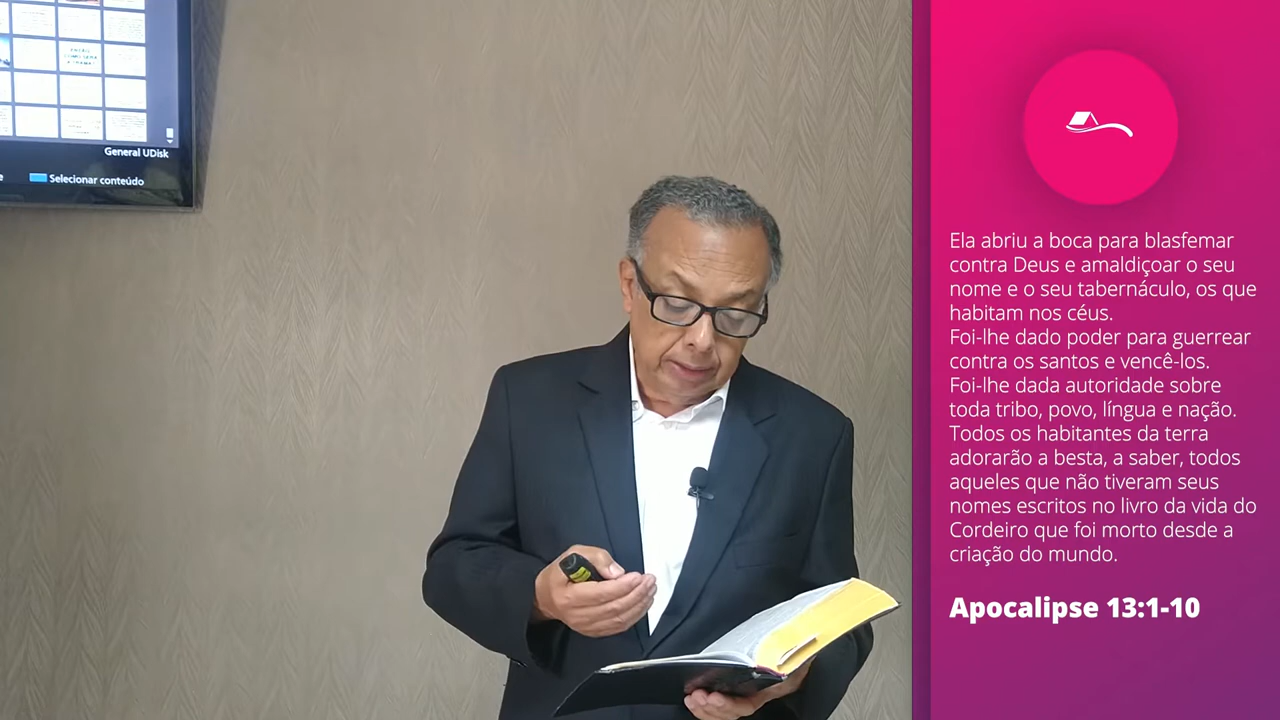 General UDisk
Selecionar conteúdo
Ela abriu a boca para blasfemar
contra Deus e amaldiçoar o seu
nome e o seu tabernáculo, os que
habitam nos céus.
Foi-lhe dado poder para guerrear
contra os santos e vencê-los.
Foi-lhe dada autoridade sobre
toda tribo, povo, língua e nação.
Todos os habitantes da terra
adorarão a besta, a saber, todos
aqueles que não tiveram seus
nomes escritos no livro da vida do
Cordeiro que foi morto desde a
criação do mundo.
Apocalipse 13:1-10